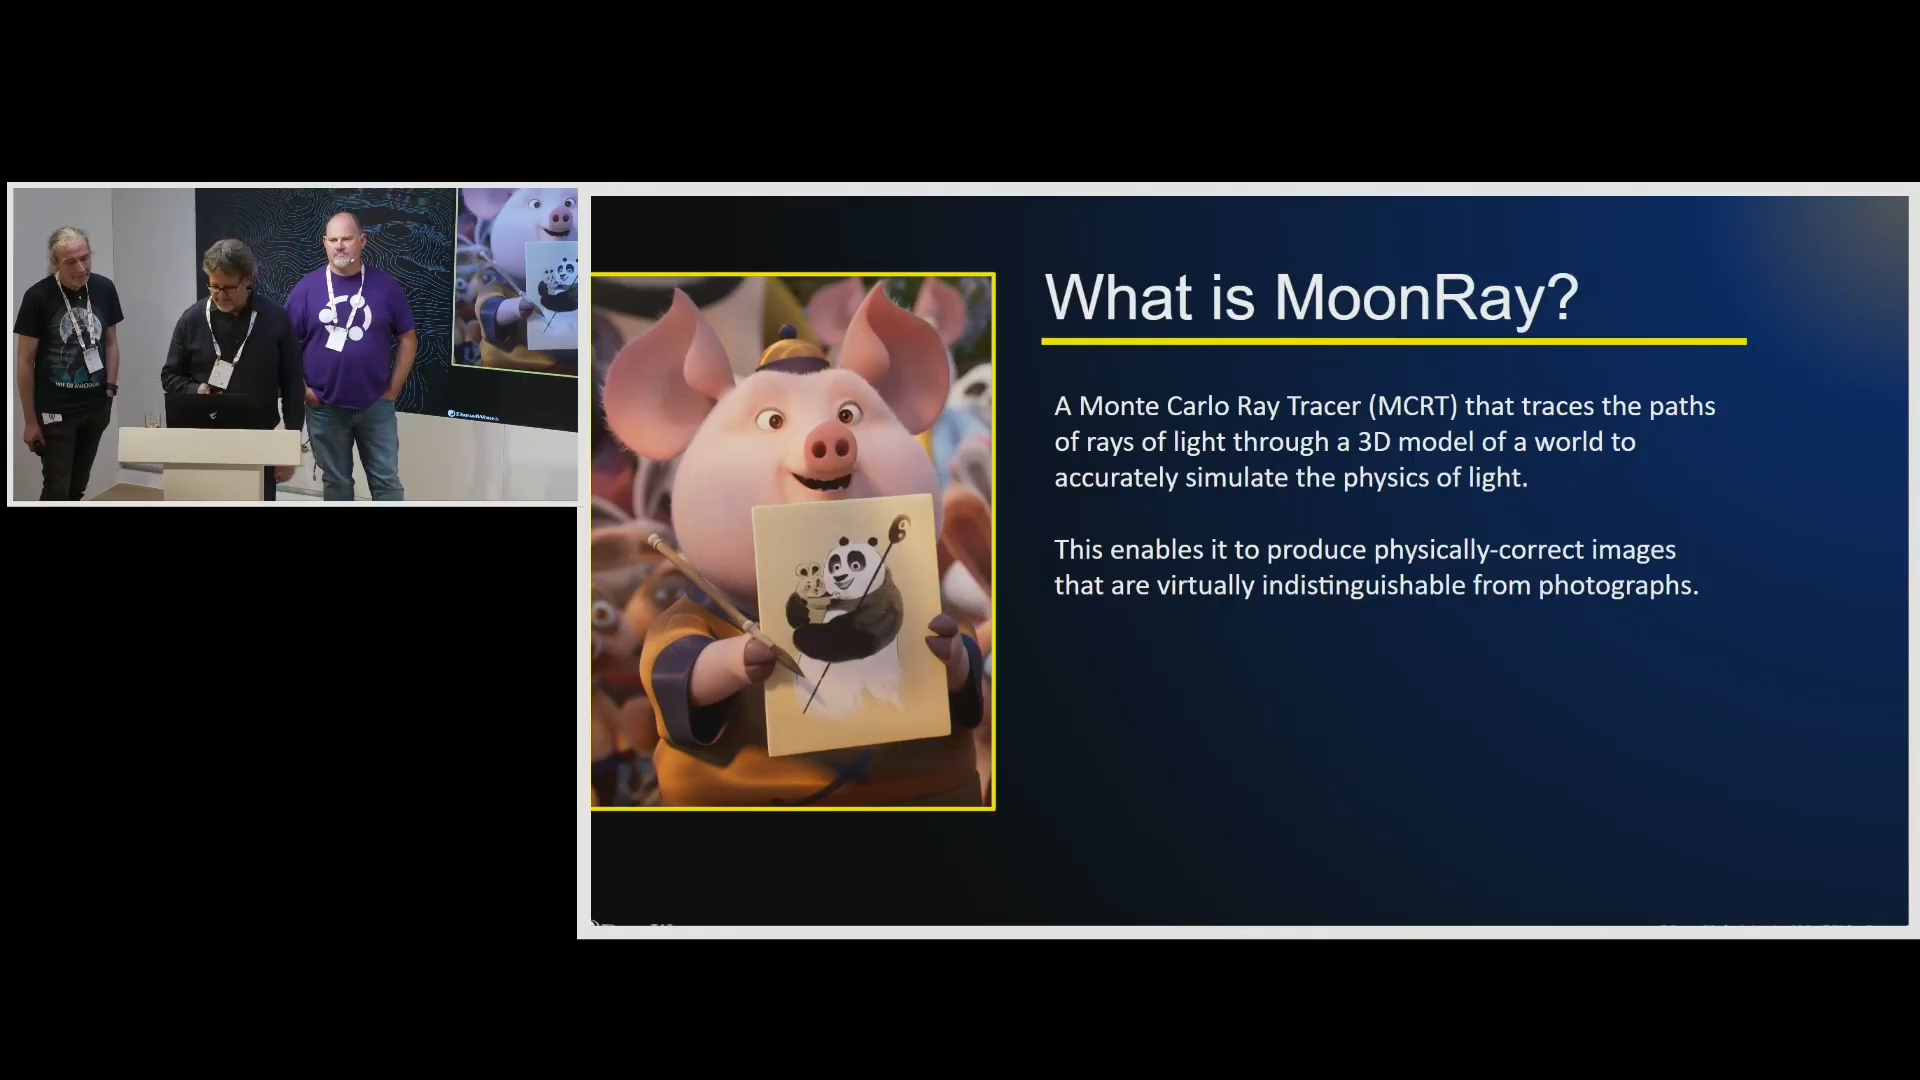 What is MoonRay?
A Monte Carlo Ray Tracer (MCRT) that traces the paths
of rays of light through a 3D model of a world to
accurately simulate the physics of light.
This enables it to produce physically-correct images
that are virtually indistinguishable from photographs.
DREAMWORKS